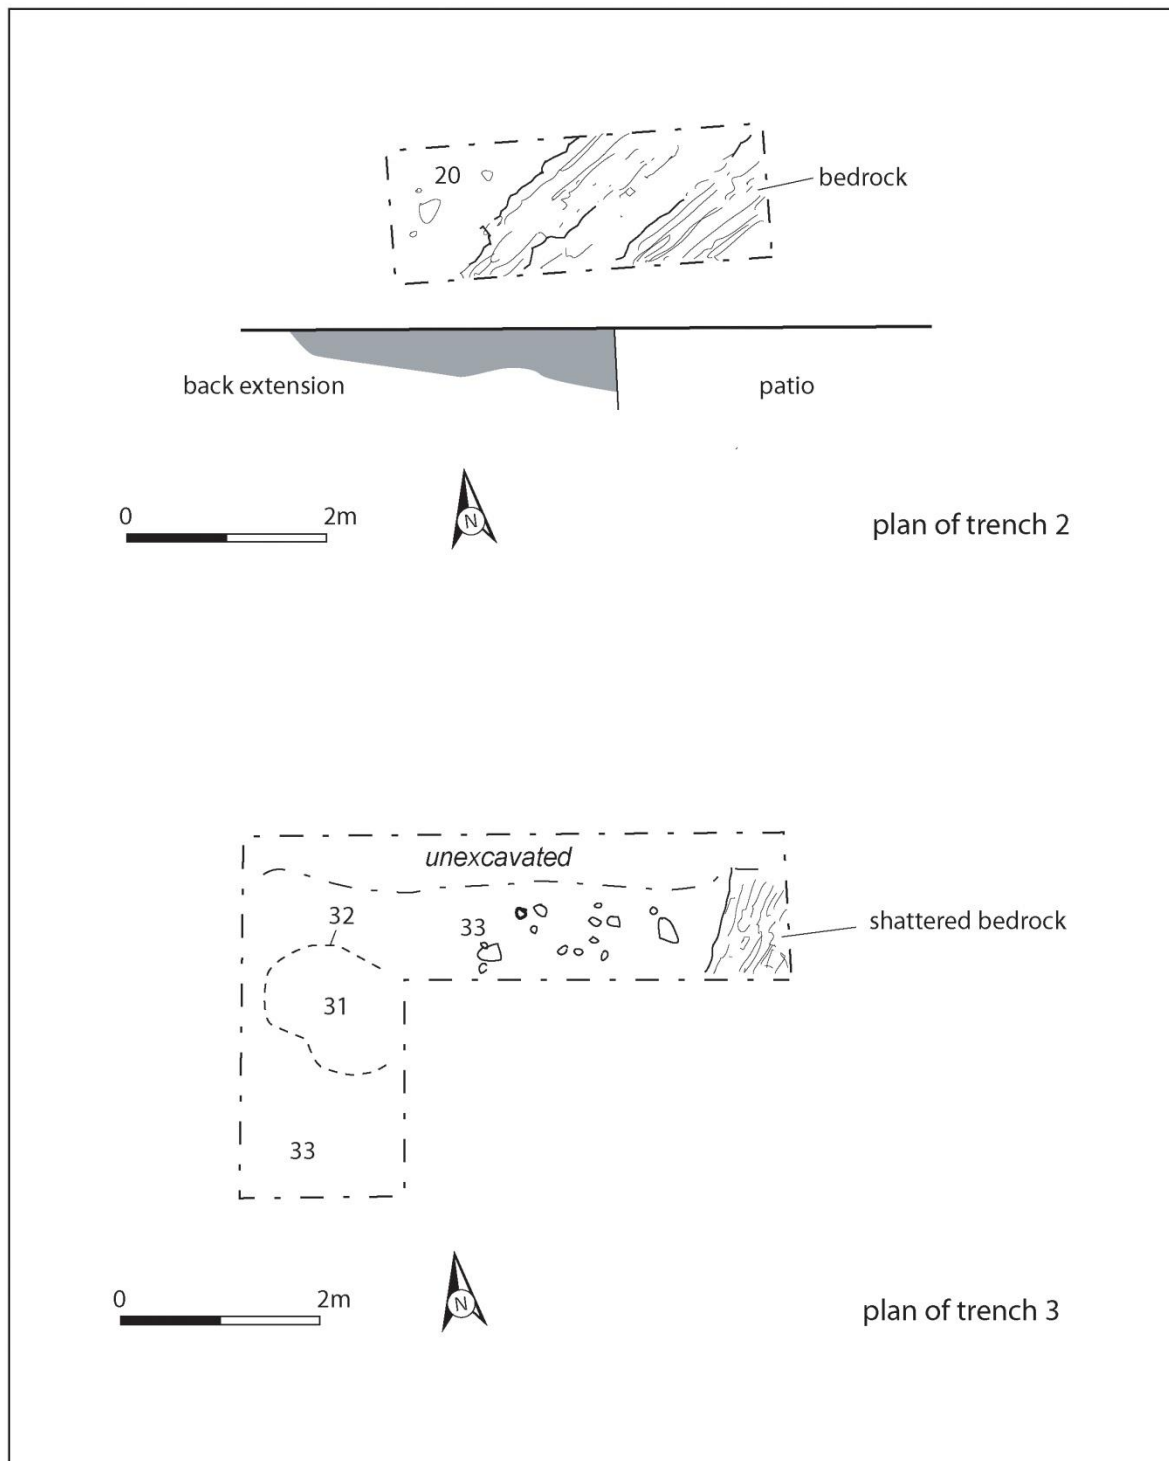 20
bedrock
back extension
patio
0 2m
N
plan of trench 2
unexcavated
32
33
shattered bedrock
31
33
0 2m
N
plan of trench 3